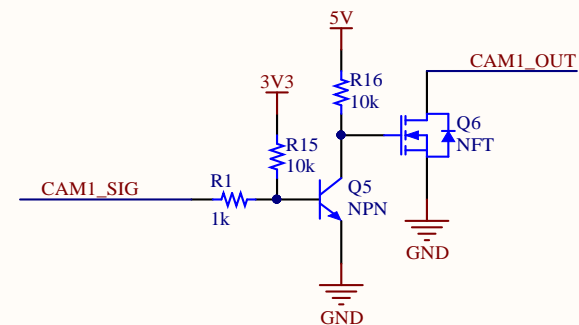 5V
CAM1_OUT
R16
10k
3V3
Q6
NFT
R15
10k
CAM1_SIG
R1
1k
Q5
NPN
GND
GND